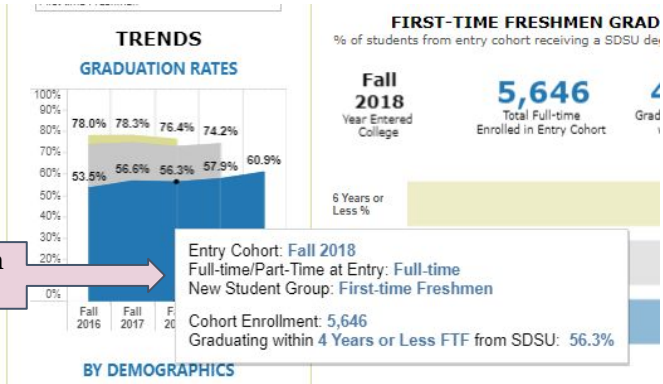 TRENDS
GRADUATION RATES
100%
90%
80%
70%
60%
50%
40%
30%
20%
0%
78.0% 78.3% 76.4% 74.2%
53.5% 56.6% 56.3% 57.9% 60.9%
Fall 2016
Fall 2017
BY DEMOGRAPHICS
FIRST-TIME FRESHMEN GRAD
% of students from entry cohort receiving a SDSU
Fall
2018
Year Entered
College
5,646
Total Full-time
Enrolled in Entry Cohort
6 Years or
Less %
Entry Cohort: Fall 2018
Full-time/Part-Time at Entry: Full-time
New Student Group: First-time Freshmen
Cohort Enrollment: 5,646
Graduating within 4 Years or Less FTF from SDSU: 56.3%